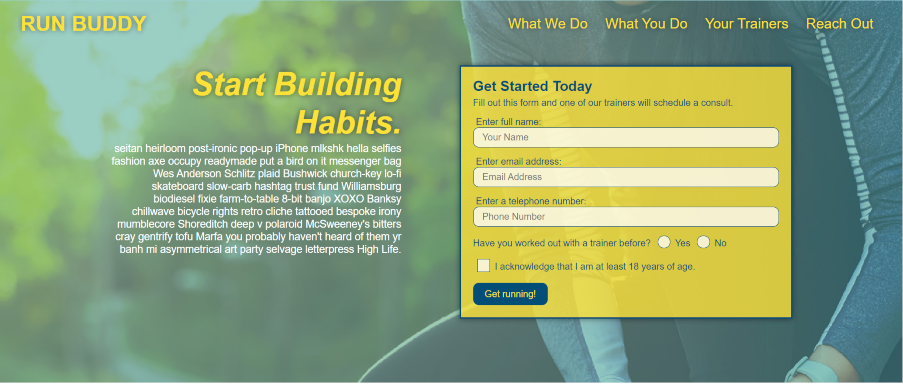 RUN BUDDY
What We Do
What You Do
Your Trainers
Reach Out
Start Building
Habits.
seitan heirloom post-ironic pop-up iPhone mlkshk hella selfies
fashion axe occupy readymade put a bird on it messenger bag
Wes Anderson Schlitz plaid Bushwick church-key lo-fi
skateboard slow-carb hashtag trust fund Williamsburg
biodiesel fixie farm-to-table 8-bit banjo XOXO Banksy
chillwave bicycle rights retro cliche tattooed bespoke irony
mumblecore Shoreditch deep v polaroid McSweeney's bitters
cray gentrify tofu Marfa you probably haven't heard of them yr
banh mi asymmetrical art party selvage letterpress High Life.
Get Started Today
Fill out this form and one of our trainers will schedule a consult.
Enter full name:
Your Name
Enter email address:
Email Address
Enter a telephone number:
Phone Number
Have you worked out with a trainer before? Yes No
I acknowledge that I am at least 18 years of age.
Get running!